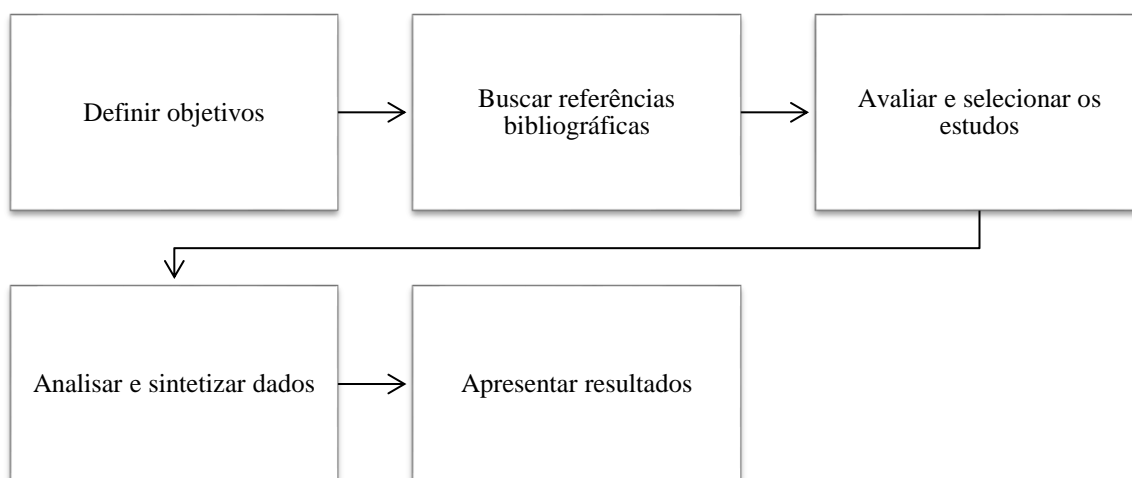 Definir objetivos
Buscar referências
bibliográficas
Avaliar e selecionar os
estudos
Analisar e sintetizar dados
Apresentar resultados